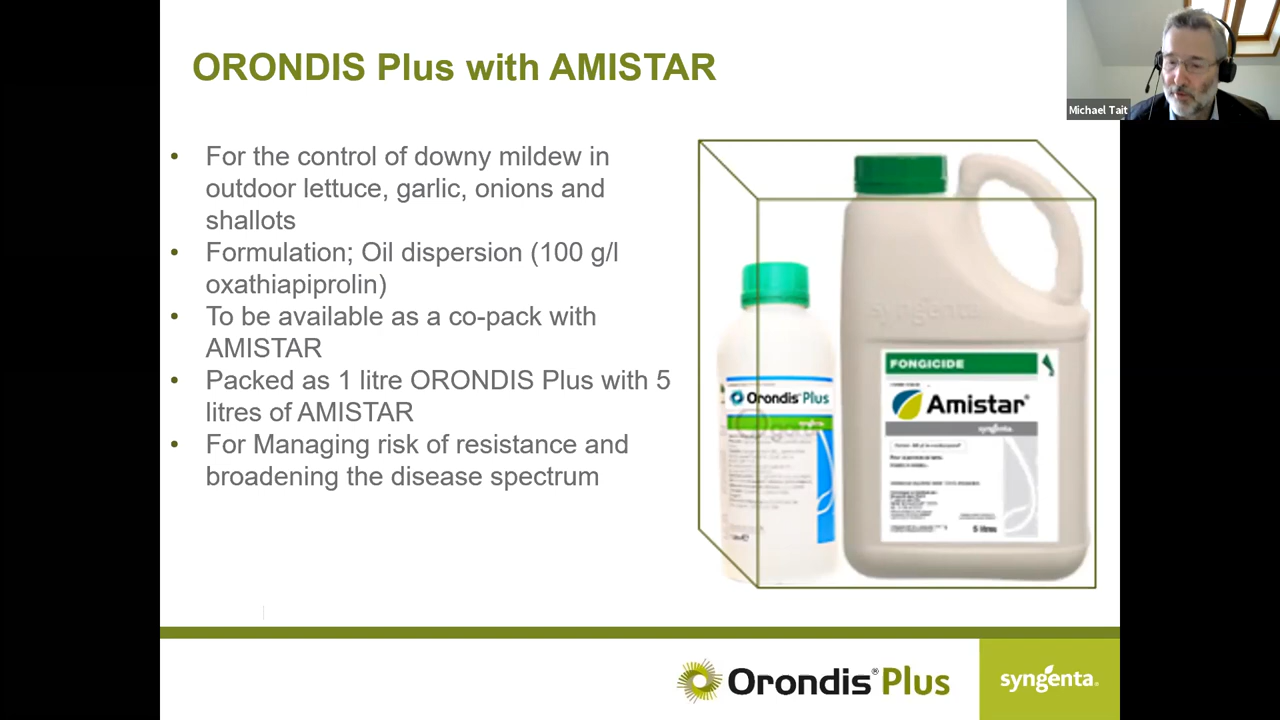 ORONDIS Plus with AMISTAR
Michael Tait
• For the control of downy mildew in
outdoor lettuce, garlic, onions and
shallots
• Formulation; Oil dispersion (100 g/l
oxathiapiprolin)
• To be available as a co-pack with
AMISTAR
• Packed as 1 litre ORONDIS Plus with 5
litres of AMISTAR
• For Managing risk of resistance and
broadening the disease spectrum
syngenta
Orondis Plus
syngenta
FONGICIDE
Amistar®
syngenta
5 litres
Orondis® Plus
syngenta.